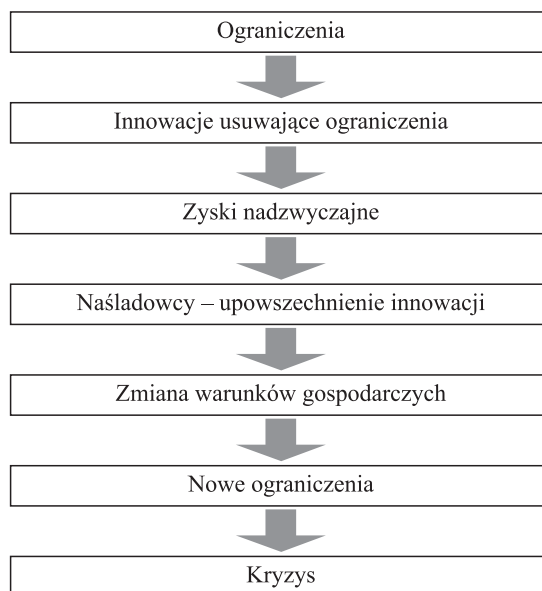 Ograniczenia
Innowacje usuwające ograniczenia
Zyski nadzwyczajne
Naśladowcy – upowszechnienie innowacji
Zmiana warunków gospodarczych
Nowe ograniczenia
Kryzys